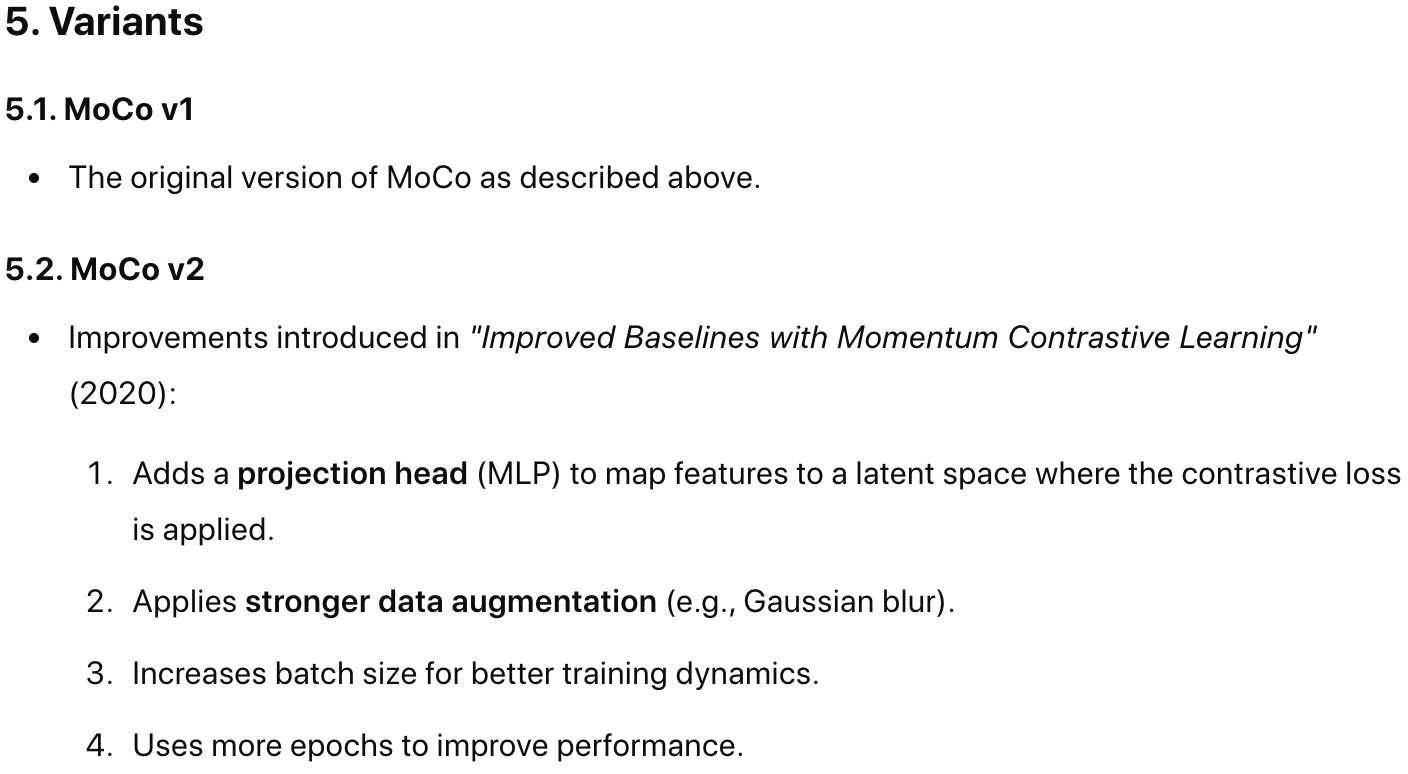 5. Variants
5.1. MoCo v1
• The original version of MoCo as described above.
5.2. MoCo v2
• Improvements introduced in "Improved Baselines with Momentum Contrastive Learning"
(2020):
1. Adds a projection head (MLP) to map features to a latent space where the contrastive loss
is applied.
2. Applies stronger data augmentation (e.g., Gaussian blur).
3. Increases batch size for better training dynamics.
4. Uses more epochs to improve performance.